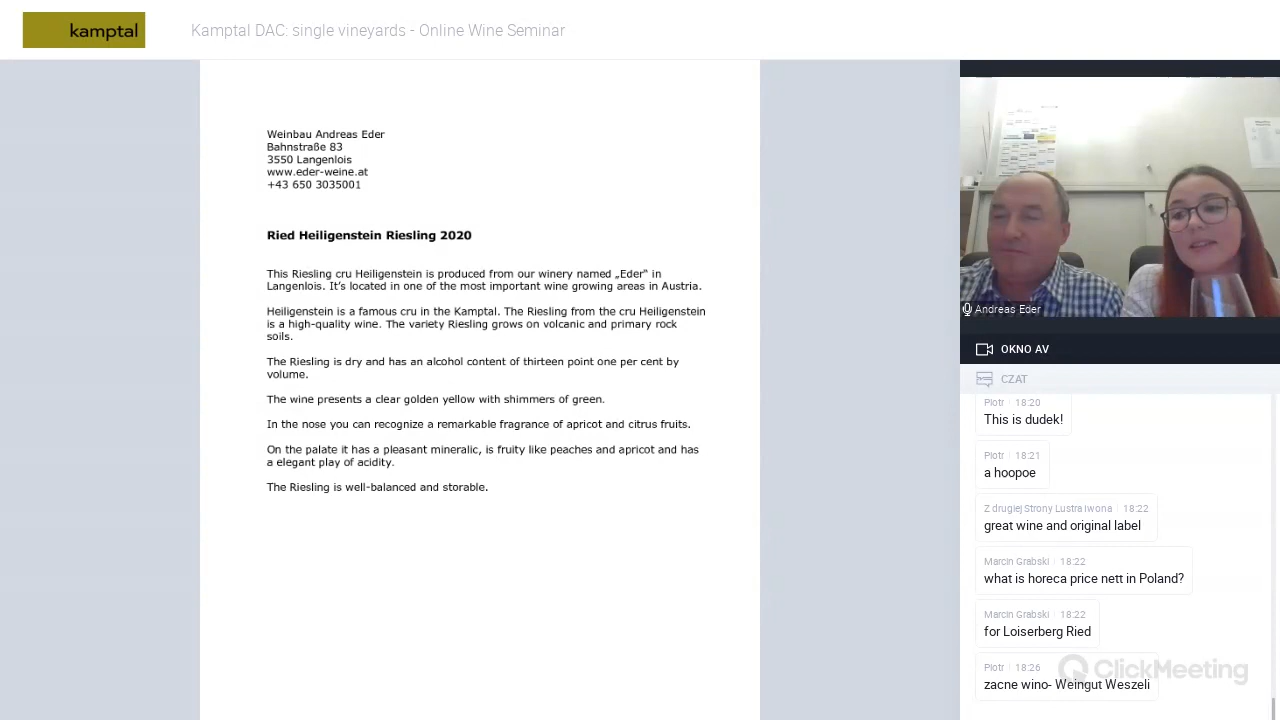 kamptal
Kamptal DAC: single vineyards - Online Wine Seminar
Weinbau Andreas Eder
Bahnstraße 83
3550 Langenlois
www.eder-weine.at
+43 650 3035001
Ried Heiligenstein Riesling 2020
This Riesling cru Heiligenstein is produced from our winery named „Eder“ in
Langenlois. It’s located in one of the most important wine growing areas in Austria.
Heiligenstein is a famous cru in the Kamptal. The Riesling from the cru Heiligenstein
is a high-quality wine. The variety Riesling grows on volcanic and primary rock
soils.
The Riesling is dry and has an alcohol content of thirteen point one per cent by
volume.
The wine presents a clear golden yellow with shimmers of green.
In the nose you can recognize a remarkable fragrance of apricot and citrus fruits.
On the palate it has a pleasant mineralic, is fruity like peaches and apricot and has
a elegant play of acidity.
The Riesling is well-balanced and storable.
Andreas Eder
OKNO AV
CZAT
Piotr 18:20
This is dudek!
Piotr 18:21
a hoopoe
Z drugiej Strony Lustra iwona 18:22
great wine and original label
Marcin Grabski 18:22
what is horeca price nett in Poland?
Marcin Grabski 18:22
for Loiserberg Ried
Piotr 18:26
zacne wino- Weingut Weszeli
ClickMeeting